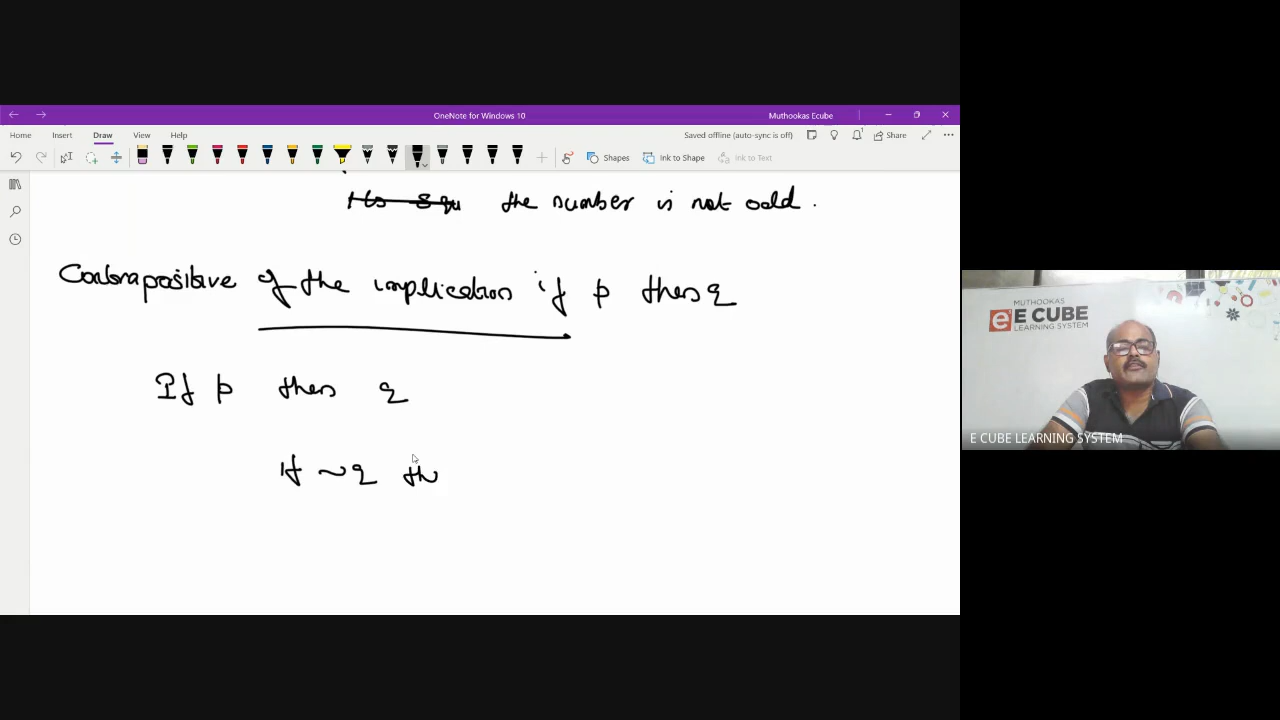 OneNote for Windows 10
Muthookas Ecube
Home Insert Draw View Help
Saved offline (auto-sync is off)
Share
Shapes
Ink to Shape
Ink to Text
the number is not odd.
Contrapositive of the implication if p then q
If p then q
If ~q th
MUTHOOKAS
e E CUBE
LEARNING SYSTEM
E CUBE LEARNING SYSTEM